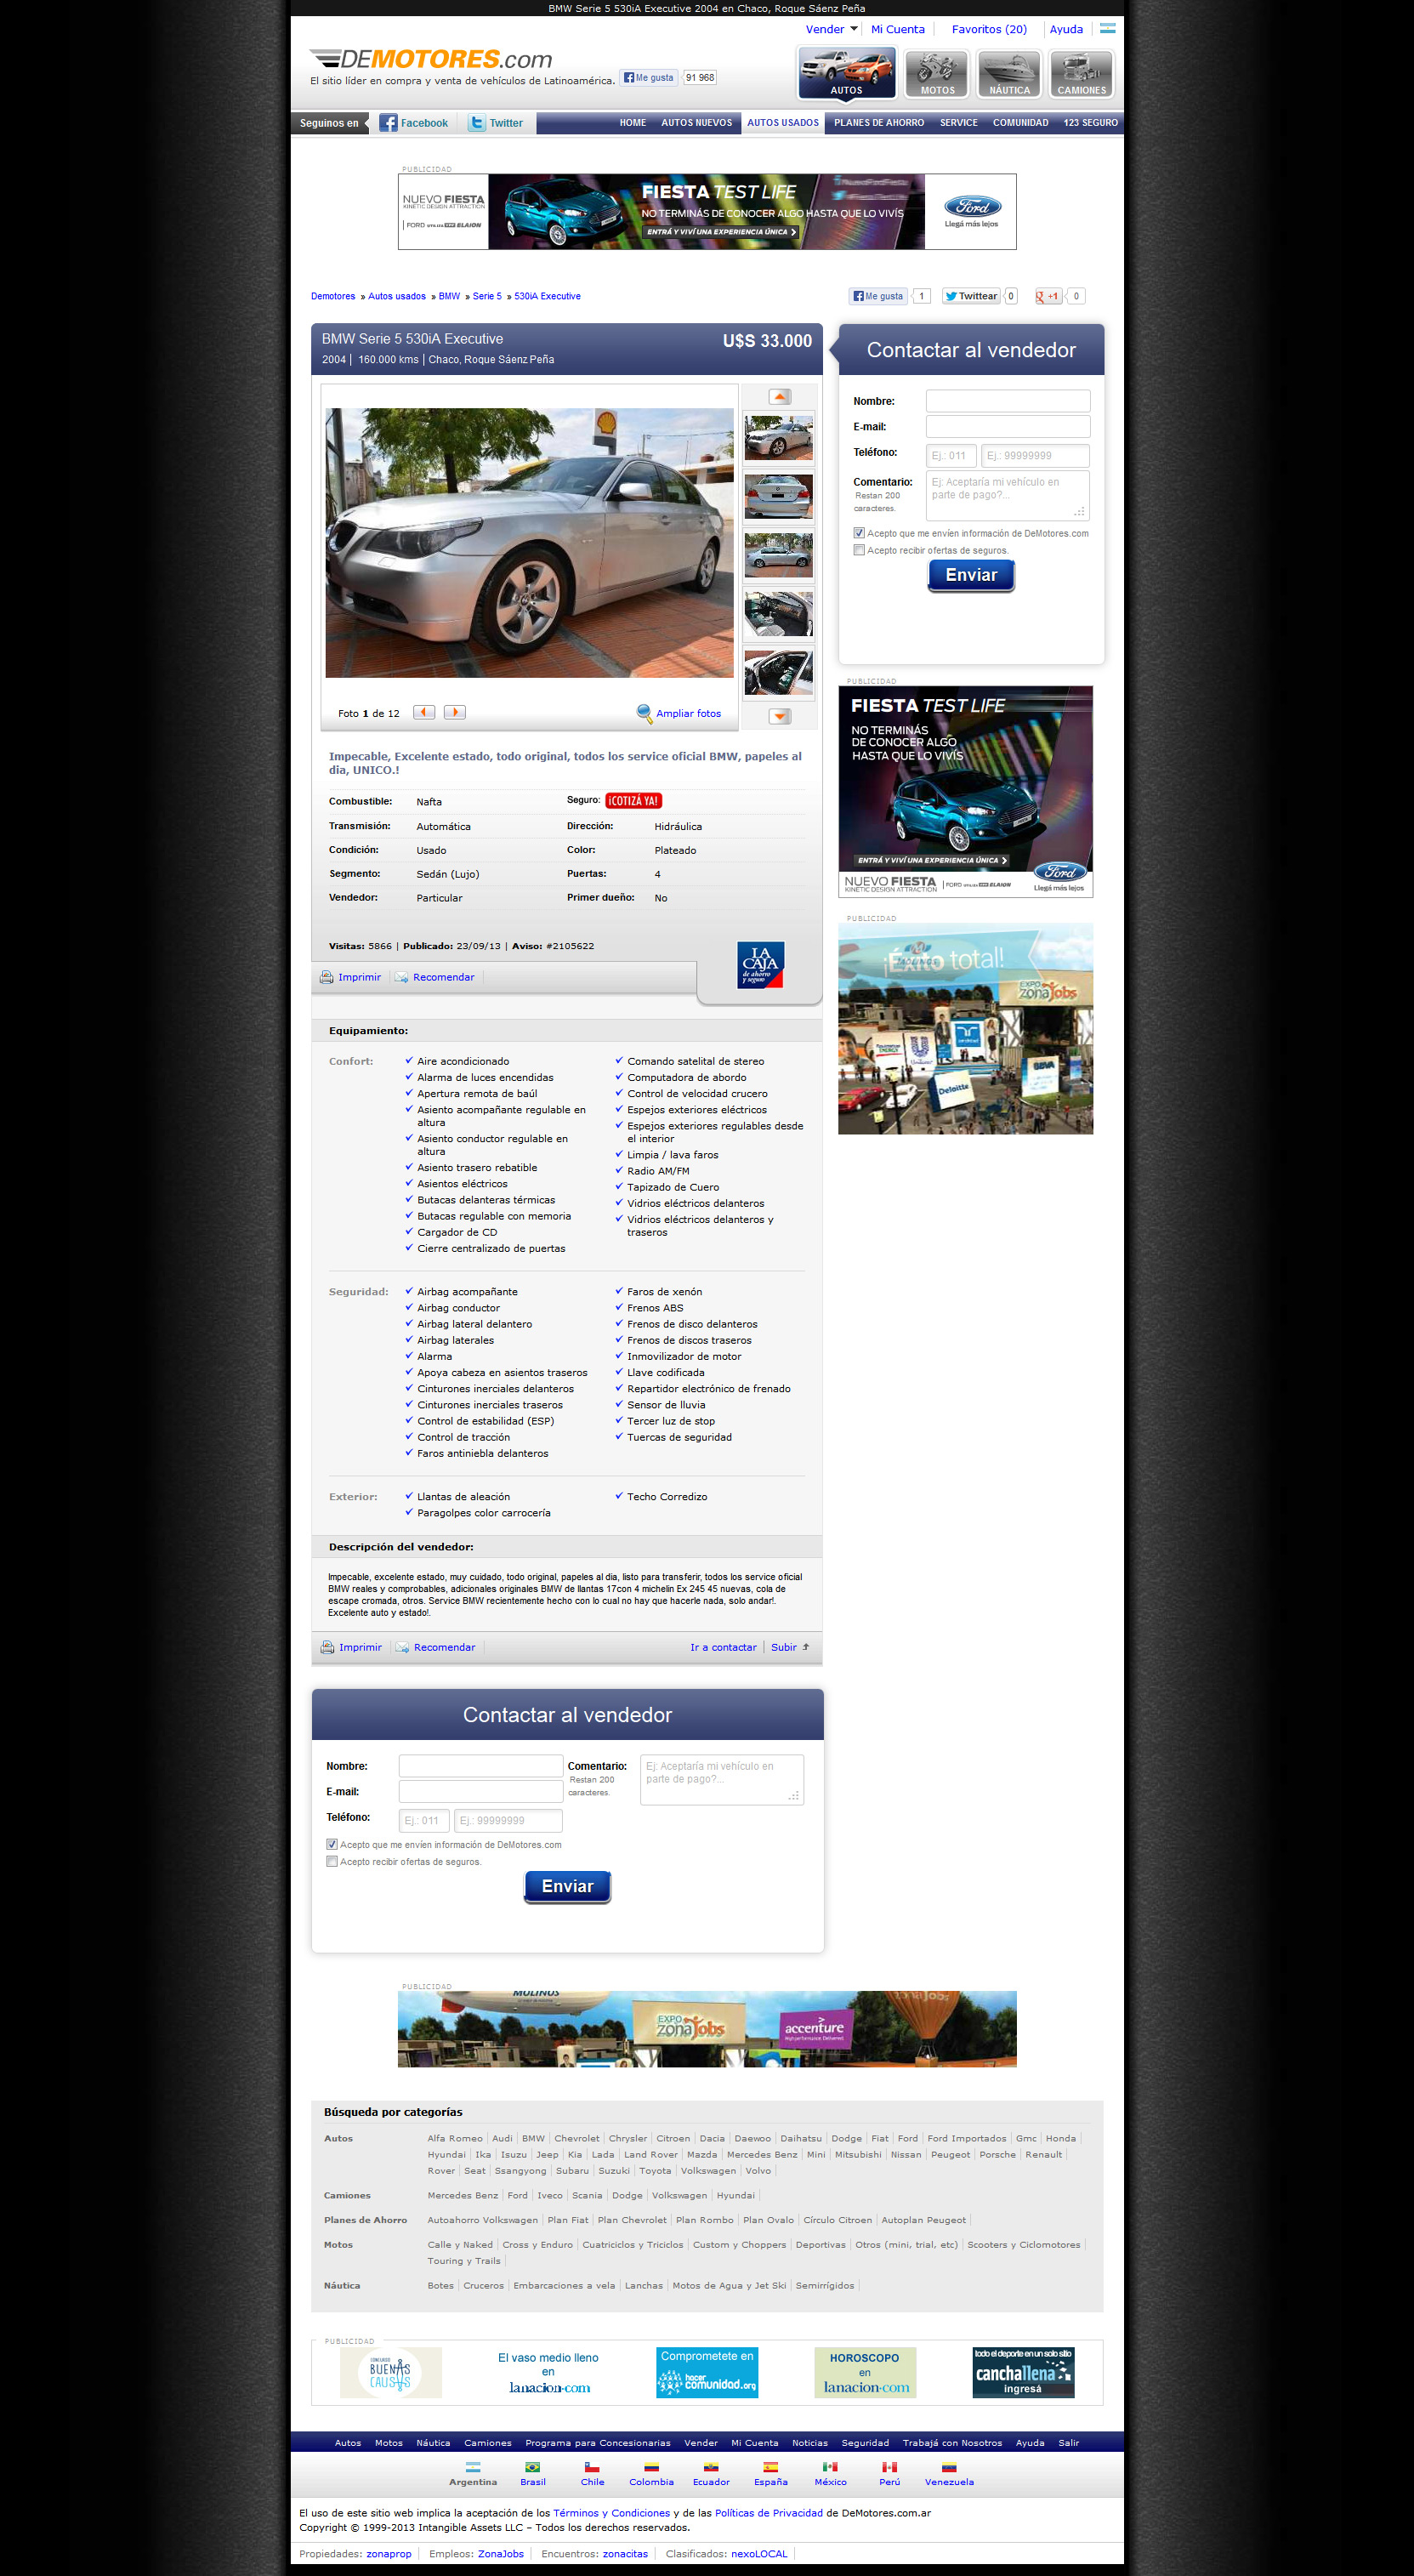 BMW Serie 5 530iA Executive 2004 en Chaco, Roque Sáenz Peña
Vender Mi Cuenta Favoritos (20) Ayuda
DEMOTORES.com
El sitio líder en compra y venta de vehículos de Latinoamérica. Me gusta 91 968
AUTOS MOTOS NÁUTICA CAMIONES
Seguinos en Facebook Twitter HOME AUTOS NUEVOS AUTOS USADOS PLANES DE AHORRO SERVICE COMUNIDAD 123 SEGURO
PUBLICIDAD
NUEVO FIESTA
KINETIC DESIGN ATTRACTION
FORD UTILIZA ELAION
FIESTA TEST LIFE
NO TERMINÁS DE CONOCER ALGO HASTA QUE LO VIVÍS
ENTRÁ Y VIVÍ UNA EXPERIENCIA ÚNICA
Ford
Llegá más lejos
Demotores » Autos usados » BMW » Serie 5 » 530iA Executive
Me gusta 1 Twittear 0 +1 0
BMW Serie 5 530iA Executive U$S 33.000
2004 | 160.000 kms | Chaco, Roque Sáenz Peña
Foto 1 de 12 Ampliar fotos
Impecable, Excelente estado, todo original, todos los service oficial BMW, papeles al
dia, UNICO.!
Combustible: Nafta Seguro: ¡COTIZÁ YA!
Transmisión: Automática Dirección: Hidráulica
Condición: Usado Color: Plateado
Segmento: Sedán (Lujo) Puertas: 4
Vendedor: Particular Primer dueño: No
Visitas: 5866 | Publicado: 23/09/13 | Aviso: #2105622
LA CAJA
de ahorro
y seguro
Imprimir Recomendar
Contactar al vendedor
Nombre:
E-mail:
Teléfono: Ej.: 011 Ej.: 99999999
Comentario: Ej: Aceptaría mi vehículo en
Restan 200 parte de pago?...
caracteres.
Acepto que me envíen información de DeMotores.com
Acepto recibir ofertas de seguros.
Enviar
PUBLICIDAD
FIESTA TEST LIFE
NO TERMINÁS
DE CONOCER ALGO
HASTA QUE LO VIVÍS
ENTRÁ Y VIVÍ UNA EXPERIENCIA ÚNICA
NUEVO FIESTA
KINETIC DESIGN ATTRACTION
FORD UTILIZA ELAION
Ford
Llegá más lejos
PUBLICIDAD
MOLINOS
¡Éxito total!
EXPO
zonajobs
Deloitte
BBVA
Equipamiento:
Confort:
Aire acondicionado
Alarma de luces encendidas
Apertura remota de baúl
Asiento acompañante regulable en
altura
Asiento conductor regulable en
altura
Asiento trasero rebatible
Asientos eléctricos
Butacas delanteras térmicas
Butacas regulable con memoria
Cargador de CD
Cierre centralizado de puertas
Comando satelital de stereo
Computadora de abordo
Control de velocidad crucero
Espejos exteriores eléctricos
Espejos exteriores regulables desde
el interior
Limpia / lava faros
Radio AM/FM
Tapizado de Cuero
Vidrios eléctricos delanteros
Vidrios eléctricos delanteros y
traseros
Seguridad:
Airbag acompañante
Airbag conductor
Airbag lateral delantero
Airbag laterales
Alarma
Apoya cabeza en asientos traseros
Cinturones inerciales delanteros
Cinturones inerciales traseros
Control de estabilidad (ESP)
Control de tracción
Faros antiniebla delanteros
Faros de xenón
Frenos ABS
Frenos de disco delanteros
Frenos de discos traseros
Inmovilizador de motor
Llave codificada
Repartidor electrónico de frenado
Sensor de lluvia
Tercer luz de stop
Tuercas de seguridad
Exterior:
Llantas de aleación
Paragolpes color carrocería
Techo Corredizo
Descripción del vendedor:
Impecable, excelente estado, muy cuidado, todo original, papeles al dia, listo para transferir, todos los service oficial
BMW reales y comprobables, adicionales originales BMW de llantas 17con 4 michelin Ex 245 45 nuevas, cola de
escape cromada, otros. Service BMW recientemente hecho con lo cual no hay que hacerle nada, solo andar!.
Excelente auto y estado!.
Imprimir Recomendar Ir a contactar Subir
Contactar al vendedor
Nombre:
E-mail:
Teléfono: Ej.: 011 Ej.: 99999999
Comentario: Ej: Aceptaría mi vehículo en
Restan 200 parte de pago?...
caracteres.
Acepto que me envíen información de DeMotores.com
Acepto recibir ofertas de seguros.
Enviar
PUBLICIDAD
MOLINOS
EXPO
zonajobs
accenture
High performance. Delivered.
Búsqueda por categorías
Autos Alfa Romeo | Audi | BMW | Chevrolet | Chrysler | Citroen | Dacia | Daewoo | Daihatsu | Dodge | Fiat | Ford | Ford Importados | Gmc | Honda |
Hyundai | Ika | Isuzu | Jeep | Kia | Lada | Land Rover | Mazda | Mercedes Benz | Mini | Mitsubishi | Nissan | Peugeot | Porsche | Renault |
Rover | Seat | Ssangyong | Subaru | Suzuki | Toyota | Volkswagen | Volvo |
Camiones Mercedes Benz | Ford | Iveco | Scania | Dodge | Volkswagen | Hyundai |
Planes de Ahorro Autoahorro Volkswagen | Plan Fiat | Plan Chevrolet | Plan Rombo | Plan Ovalo | Círculo Citroen | Autoplan Peugeot |
Motos Calle y Naked | Cross y Enduro | Cuatriciclos y Triciclos | Custom y Choppers | Deportivas | Otros (mini, trial, etc) | Scooters y Ciclomotores |
Touring y Trails |
Náutica Botes | Cruceros | Embarcaciones a vela | Lanchas | Motos de Agua y Jet Ski | Semirrígidos |
PUBLICIDAD
CONCURSO
BUENAS
CAUSAS
El vaso medio lleno
en
lanacion.com
Comprometete en
hacer
comunidad.org
HOROSCOPO
en
lanacion.com
todo el deporte en un solo sitio
canchallena
ingresá
Autos Motos Náutica Camiones Programa para Concesionarias Vender Mi Cuenta Noticias Seguridad Trabajá con Nosotros Ayuda Salir
Argentina Brasil Chile Colombia Ecuador España México Perú Venezuela
El uso de este sitio web implica la aceptación de los Términos y Condiciones y de las Políticas de Privacidad de DeMotores.com.ar
Copyright © 1999-2013 Intangible Assets LLC – Todos los derechos reservados.
Propiedades: zonaprop | Empleos: ZonaJobs | Encuentros: zonacitas | Clasificados: nexoLOCAL |